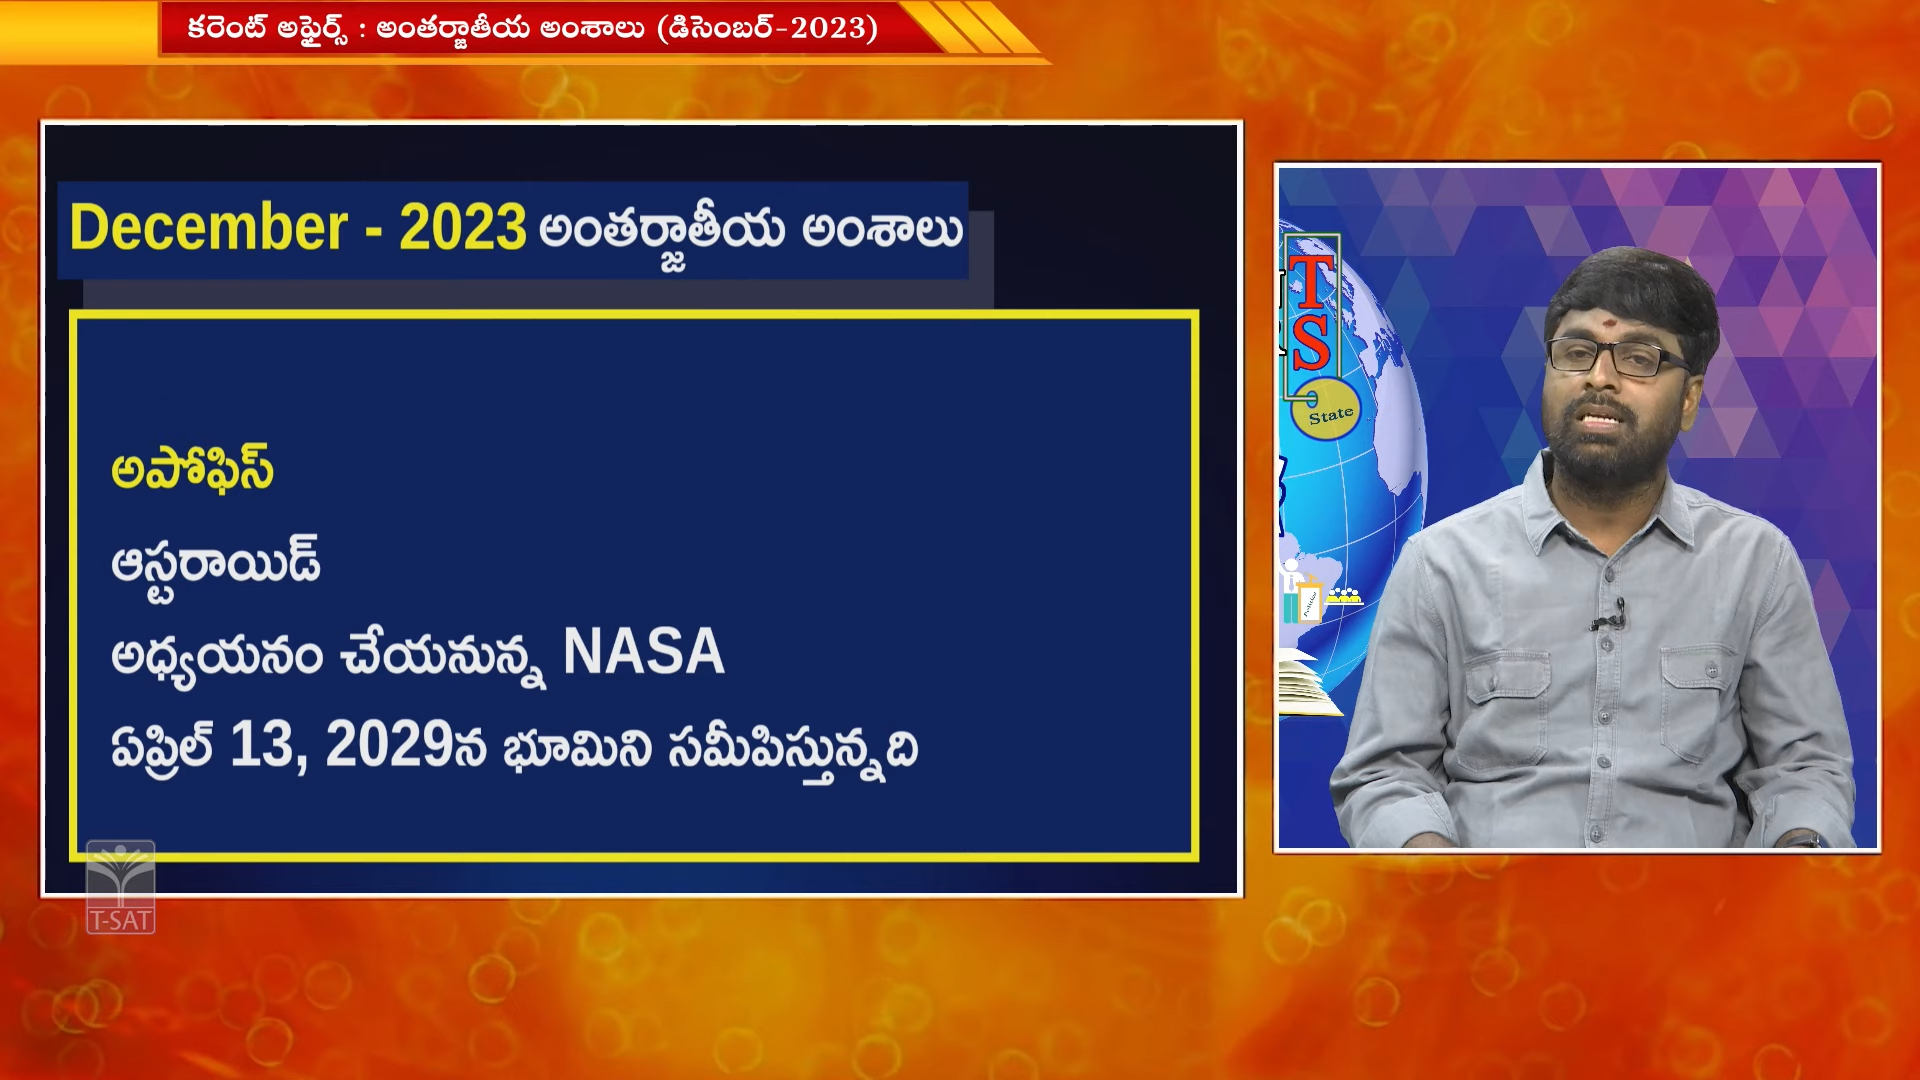 కరెంట్ అఫైర్స్ : అంతర్జాతీయ అంశాలు (డిసెంబర్-2023)
December - 2023 అంతర్జాతీయ అంశాలు
అపోఫిస్
ఆస్టరాయిడ్
అధ్యయనం చేయనున్న NASA
ఏప్రిల్ 13, 2029న భూమిని సమీపిస్తున్నది
T-SAT
T
S
State